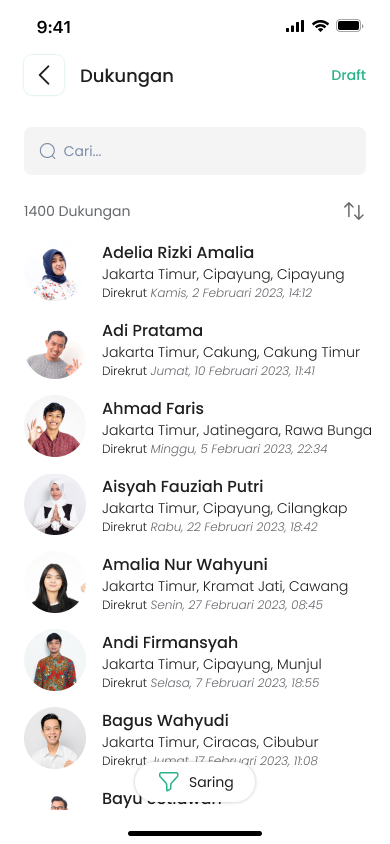 9:41
Dukungan
Draft
Cari...
1400 Dukungan
Adelia Rizki Amalia
Jakarta Timur, Cipayung, Cipayung
Direkrut Kamis, 2 Februari 2023, 14:12
Adi Pratama
Jakarta Timur, Cakung, Cakung Timur
Direkrut Jumat, 10 Februari 2023, 11:41
Ahmad Faris
Jakarta Timur, Jatinegara, Rawa Bunga
Direkrut Minggu, 5 Februari 2023, 22:34
Aisyah Fauziah Putri
Jakarta Timur, Cipayung, Cilangkap
Direkrut Rabu, 22 Februari 2023, 18:42
Amalia Nur Wahyuni
Jakarta Timur, Kramat Jati, Cawang
Direkrut Senin, 27 Februari 2023, 08:45
Andi Firmansyah
Jakarta Timur, Cipayung, Munjul
Direkrut Selasa, 7 Februari 2023, 18:55
Bagus Wahyudi
Jakarta Timur, Ciracas, Cibubur
Direkrut Jumat, 17 Februari 2023, 11:08
Saring
Bayu Setiawan